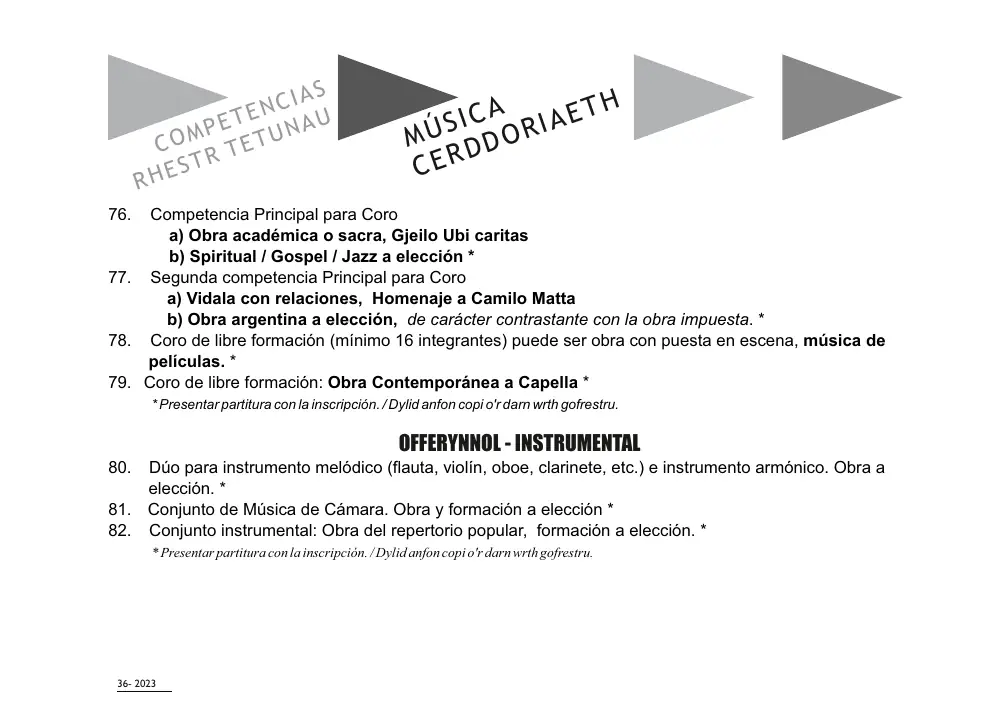 COMPETENCIAS
RHESTR TETUNAU
MÚSICA
CERDDORIAETH
76. Competencia Principal para Coro
a) Obra académica o sacra, Gjeilo Ubi caritas
b) Spiritual / Gospel / Jazz a elección *
77. Segunda competencia Principal para Coro
a) Vidala con relaciones, Homenaje a Camilo Matta
b) Obra argentina a elección, de carácter contrastante con la obra impuesta. *
78. Coro de libre formación (mínimo 16 integrantes) puede ser obra con puesta en escena, música de
películas. *
79. Coro de libre formación: Obra Contemporánea a Capella *
* Presentar partitura con la inscripción. / Dylid anfon copi o'r darn wrth gofrestru.
OFFERYNNOL - INSTRUMENTAL
80. Dúo para instrumento melódico (flauta, violín, oboe, clarinete, etc.) e instrumento armónico. Obra a
elección. *
81. Conjunto de Música de Cámara. Obra y formación a elección *
82. Conjunto instrumental: Obra del repertorio popular, formación a elección. *
* Presentar partitura con la inscripción. / Dylid anfon copi o'r darn wrth gofrestru.
36- 2023